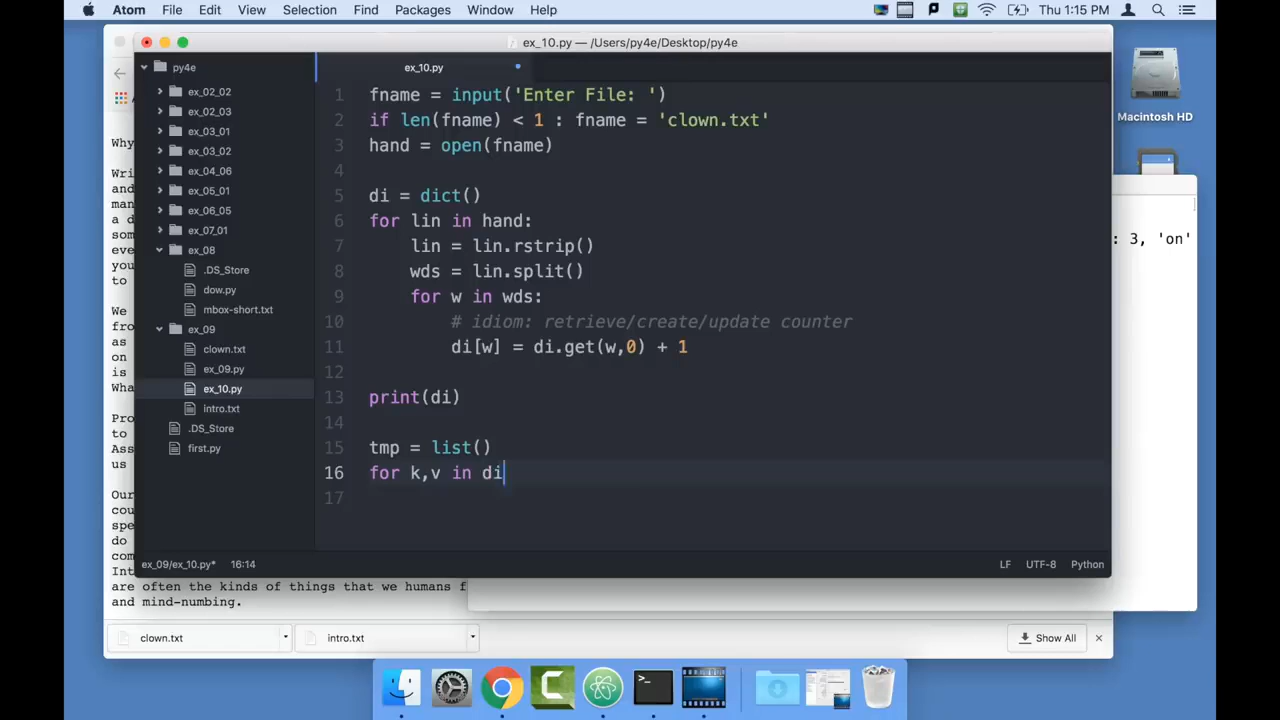 Atom File Edit View Selection Find Packages Window Help Thu 1:15 PM
ex_10.py — /Users/py4e/Desktop/py4e
py4e
ex_02_02
ex_02_03
ex_03_01
ex_03_02
ex_04_06
ex_05_01
ex_06_05
ex_07_01
ex_08
.DS_Store
dow.py
mbox-short.txt
ex_09
clown.txt
ex_09.py
ex_10.py
intro.txt
.DS_Store
first.py
ex_10.py
1 fname = input('Enter File: ')
2 if len(fname) < 1 : fname = 'clown.txt'
3 hand = open(fname)
4
5 di = dict()
6 for lin in hand:
7 lin = lin.rstrip()
8 wds = lin.split()
9 for w in wds:
10 # idiom: retrieve/create/update counter
11 di[w] = di.get(w,0) + 1
12
13 print(di)
14
15 tmp = list()
16 for k,v in di
17
ex_09/ex_10.py* 16:14 LF UTF-8 Python
Macintosh HD
: 3, 'on'
Why
Wri
and
man
a d
som
eve
you
to
We
fro
as
on
is
Wha
Pro
to
Ass
us
Our
cou
spe
do
com
Int
are often the kinds of things that we humans f
and mind-numbing.
clown.txt intro.txt Show All